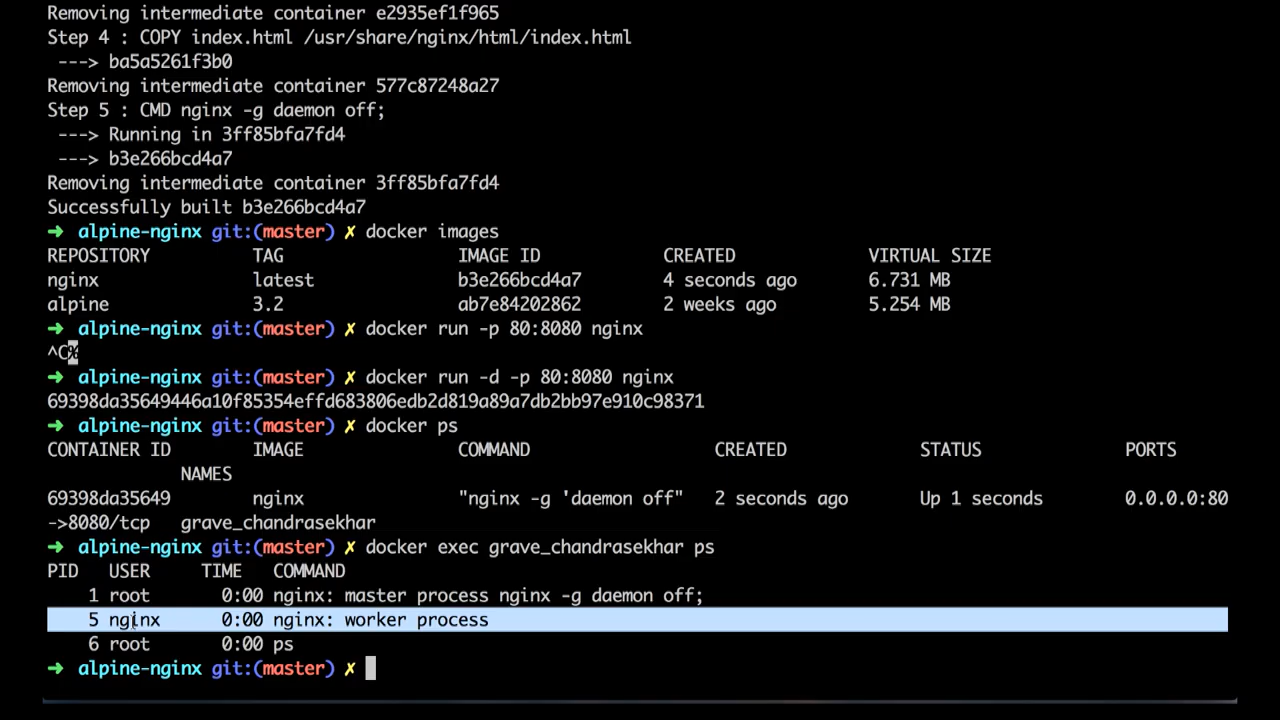 Removing intermediate container e2935ef1f965
Step 4 : COPY index.html /usr/share/nginx/html/index.html
 ---> ba5a5261f3b0
Removing intermediate container 577c87248a27
Step 5 : CMD nginx -g daemon off;
 ---> Running in 3ff85bfa7fd4
 ---> b3e266bcd4a7
Removing intermediate container 3ff85bfa7fd4
Successfully built b3e266bcd4a7
➜  alpine-nginx git:(master) ✗ docker images
REPOSITORY          TAG                 IMAGE ID            CREATED             VIRTUAL SIZE
nginx               latest              b3e266bcd4a7        4 seconds ago       6.731 MB
alpine              3.2                 ab7e84202862        2 weeks ago         5.254 MB
➜  alpine-nginx git:(master) ✗ docker run -p 80:8080 nginx
^C%
➜  alpine-nginx git:(master) ✗ docker run -d -p 80:8080 nginx
69398da35649446a10f85354effd683806edb2d819a89a7db2bb97e910c98371
➜  alpine-nginx git:(master) ✗ docker ps
CONTAINER ID        IMAGE               COMMAND                  CREATED             STATUS              PORTS
             NAMES
69398da35649        nginx               "nginx -g 'daemon off"   2 seconds ago       Up 1 seconds        0.0.0.0:80
->8080/tcp   grave_chandrasekhar
➜  alpine-nginx git:(master) ✗ docker exec grave_chandrasekhar ps
PID   USER     TIME   COMMAND
    1 root       0:00 nginx: master process nginx -g daemon off;
    5 nginx      0:00 nginx: worker process
    6 root       0:00 ps
➜  alpine-nginx git:(master) ✗